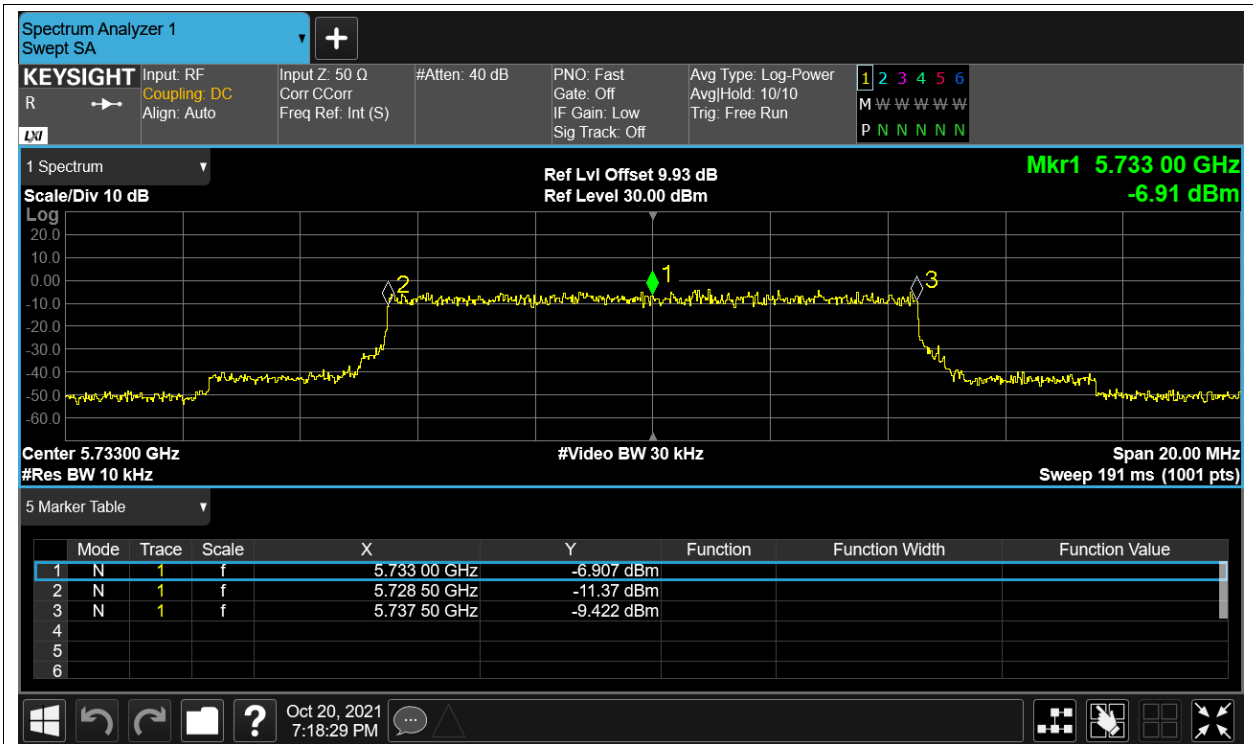 Spectrum Analyzer 1
Swept SA
KEYSIGHT
R
LXI
Input: RF
Coupling: DC
Align: Auto
Input Z: 50 Ω
Corr CCorr
Freq Ref: Int (S)
#Atten: 40 dB
PNO: Fast
Gate: Off
IF Gain: Low
Sig Track: Off
Avg Type: Log-Power
Avg|Hold: 10/10
Trig: Free Run
1 2 3 4 5 6
M W W W W W
P N N N N N
1 Spectrum
Scale/Div 10 dB
Ref Lvl Offset 9.93 dB
Ref Level 30.00 dBm
Mkr1 5.733 00 GHz
-6.91 dBm
Log
20.0
10.0
0.00
-10.0
-20.0
-30.0
-40.0
-50.0
-60.0
2
1
3
Center 5.73300 GHz
#Video BW 30 kHz
Span 20.00 MHz
#Res BW 10 kHz
Sweep 191 ms (1001 pts)
5 Marker Table
Mode Trace Scale X Y Function Function Width Function Value
1 N 1 f 5.733 00 GHz -6.907 dBm
2 N 1 f 5.728 50 GHz -11.37 dBm
3 N 1 f 5.737 50 GHz -9.422 dBm
4
5
6
?
Oct 20, 2021
7:18:29 PM